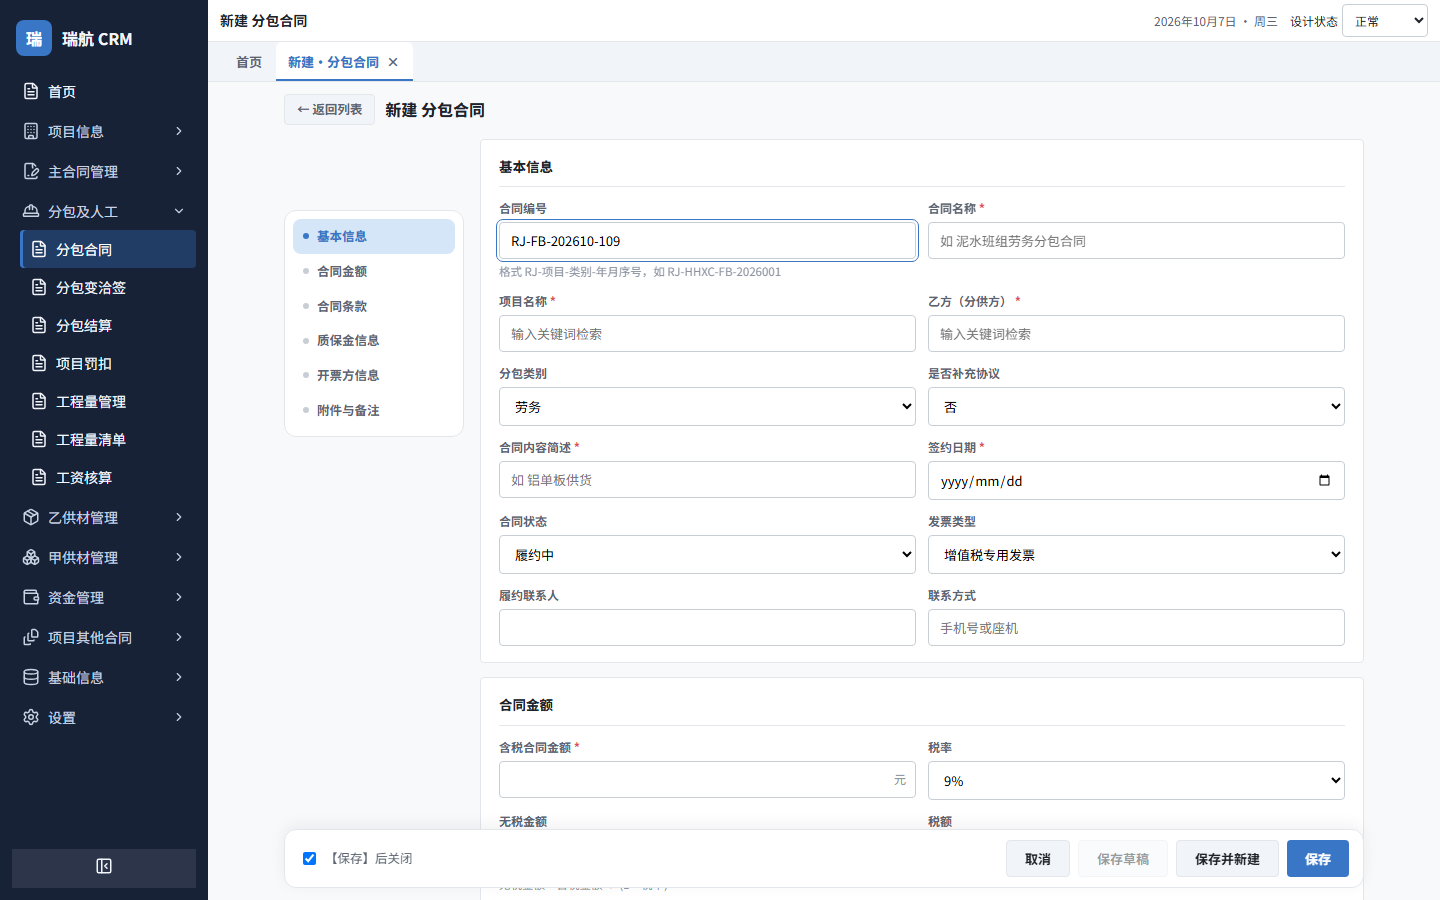 瑞 瑞航 CRM
首页
项目信息
主合同管理
分包及人工
分包合同
分包变洽签
分包结算
项目罚扣
工程量管理
工程量清单
工资核算
乙供材管理
甲供材管理
资金管理
项目其他合同
基础信息
设置
新建 分包合同
2026年10月7日 · 周三 设计状态 正常
首页 新建·分包合同 ×
← 返回列表 新建 分包合同
基本信息
合同金额
合同条款
质保金信息
开票方信息
附件与备注
基本信息
合同编号 合同名称 *
RJ-FB-202610-109 如 泥水班组劳务分包合同
格式 RJ-项目-类别-年月序号，如 RJ-HHXC-FB-2026001
项目名称 * 乙方（分供方） *
输入关键词检索 输入关键词检索
分包类别 是否补充协议
劳务 否
合同内容简述 * 签约日期 *
如 铝单板供货 yyyy/mm/dd
合同状态 发票类型
履约中 增值税专用发票
履约联系人 联系方式
手机号或座机
合同金额
含税合同金额 * 税率
元 9%
无税金额 税额
【保存】后关闭 取消 保存草稿 保存并新建 保存